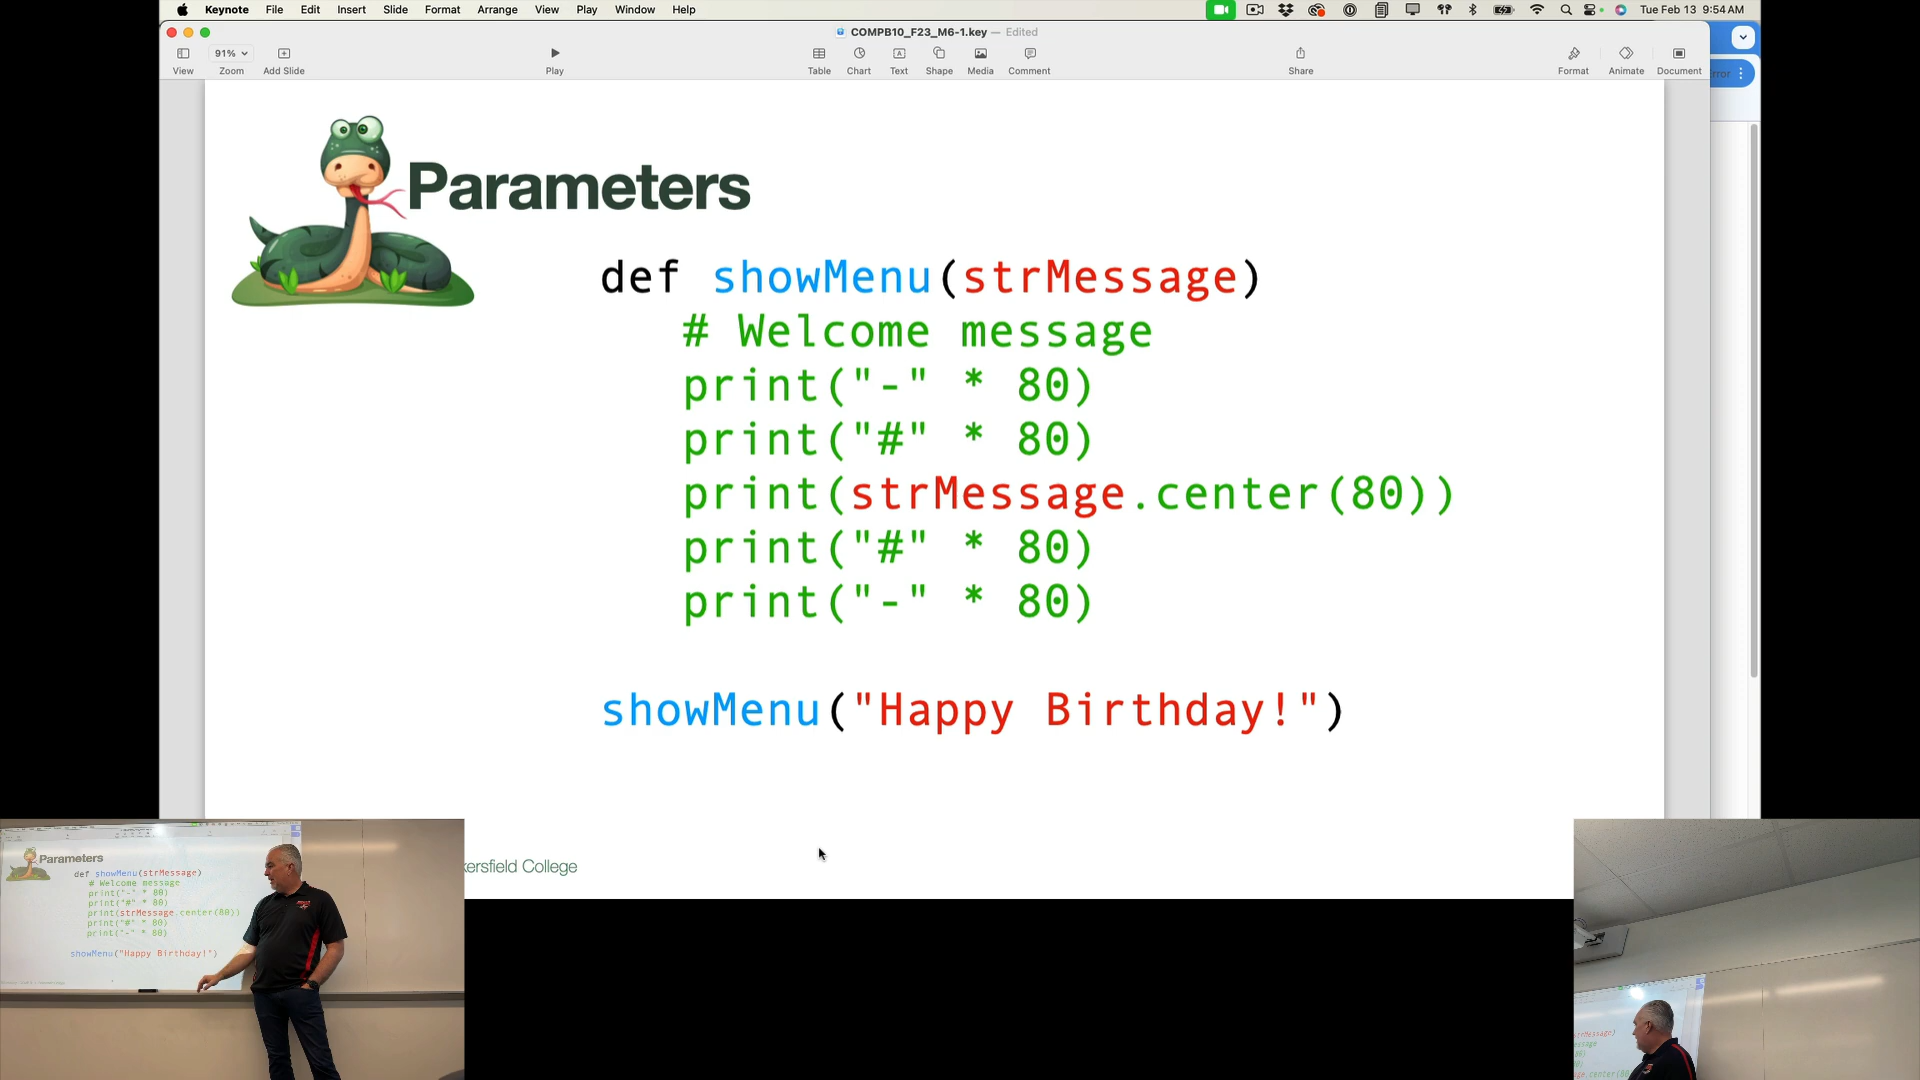 Keynote File Edit Insert Slide Format Arrange View Play Window Help Tue Feb 13 9:54 AM
COMPB10_F23_M6-1.key — Edited
91%
View Zoom Add Slide Play Table Chart Text Shape Media Comment Share Format Animate Document
Parameters
def showMenu(strMessage)
# Welcome message
print("-" * 80)
print("#" * 80)
print(strMessage.center(80))
print("#" * 80)
print("-" * 80)
showMenu("Happy Birthday!")
kersfield College
Parameters
def showMenu(strMessage)
# Welcome message
print("-" * 80)
print("#" * 80)
print(strMessage.center(80))
print("#" * 80)
print("-" * 80)
showMenu("Happy Birthday!")